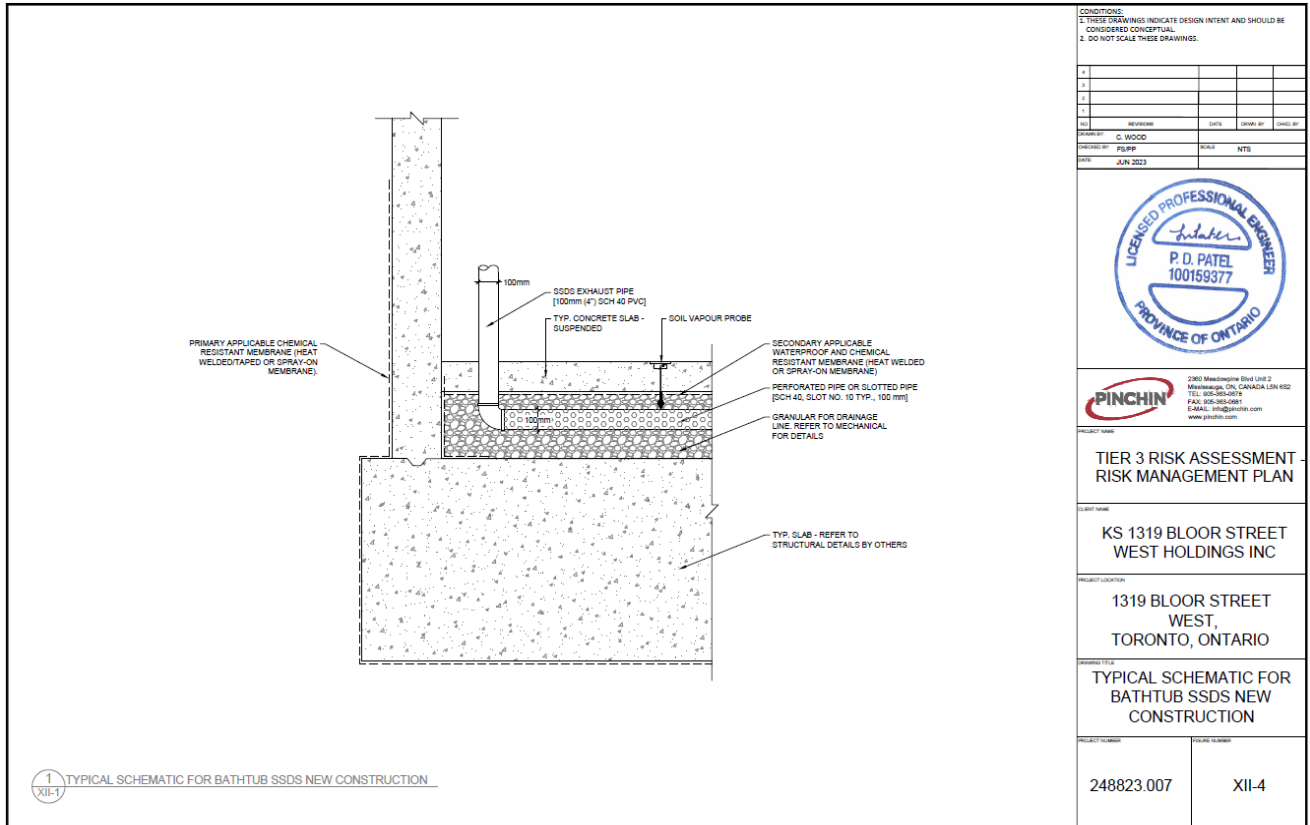 CONDITIONS:
1. THESE DRAWINGS INDICATE DESIGN INTENT AND SHOULD BE
CONSIDERED CONCEPTUAL.
2. DO NOT SCALE THESE DRAWINGS.
4
3
2
1
NO. REVISIONS DATE DRWN. BY CHKD. BY
DRAWN BY: C. WOOD
CHECKED BY: FS/PP SCALE NTS
DATE: JUN 2023
LICENSED PROFESSIONAL ENGINEER
P. D. PATEL
100159377
PROVINCE OF ONTARIO
PINCHIN
2360 Meadowpine Blvd Unit 2
Mississauga, ON, CANADA L5N 6S2
TEL: 905-363-0678
FAX: 905-363-0681
E-MAIL: info@pinchin.com
www.pinchin.com
PROJECT NAME
TIER 3 RISK ASSESSMENT -
RISK MANAGEMENT PLAN
CLIENT NAME
KS 1319 BLOOR STREET
WEST HOLDINGS INC
PROJECT LOCATION
1319 BLOOR STREET
WEST,
TORONTO, ONTARIO
DRAWING TITLE
TYPICAL SCHEMATIC FOR
BATHTUB SSDS NEW
CONSTRUCTION
PROJECT NUMBER FIGURE NUMBER
248823.007 XII-4
100mm
SSDS EXHAUST PIPE
[100mm (4") SCH 40 PVC]
TYP. CONCRETE SLAB -
SUSPENDED
SOIL VAPOUR PROBE
PRIMARY APPLICABLE CHEMICAL
RESISTANT MEMBRANE (HEAT
WELDED/TAPED OR SPRAY-ON
MEMBRANE).
SECONDARY APPLICABLE
WATERPROOF AND CHEMICAL
RESISTANT MEMBRANE (HEAT WELDED
OR SPRAY-ON MEMBRANE)
PERFORATED PIPE OR SLOTTED PIPE
[SCH 40, SLOT NO. 10 TYP., 100 mm]
100mm
GRANULAR FOR DRAINAGE
LINE. REFER TO MECHANICAL
FOR DETAILS
TYP. SLAB - REFER TO
STRUCTURAL DETAILS BY OTHERS
1
XII-1
TYPICAL SCHEMATIC FOR BATHTUB SSDS NEW CONSTRUCTION